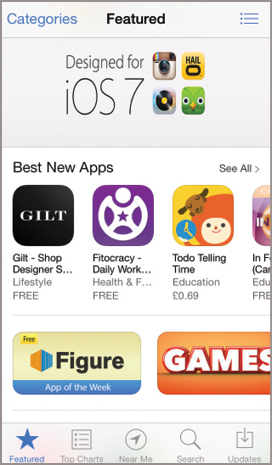 Categories Featured
Designed for
iOS 7
HAIL
O
Best New Apps See All >
GILT
Gilt - Shop Fitocracy - Todo Telling In F
Designer S... Daily Work... Time (Car
Lifestyle Health & F... Education Edu
FREE FREE £0.69 FRE
Free
Figure
App of the Week
GAMES
Featured Top Charts Near Me Search Updates